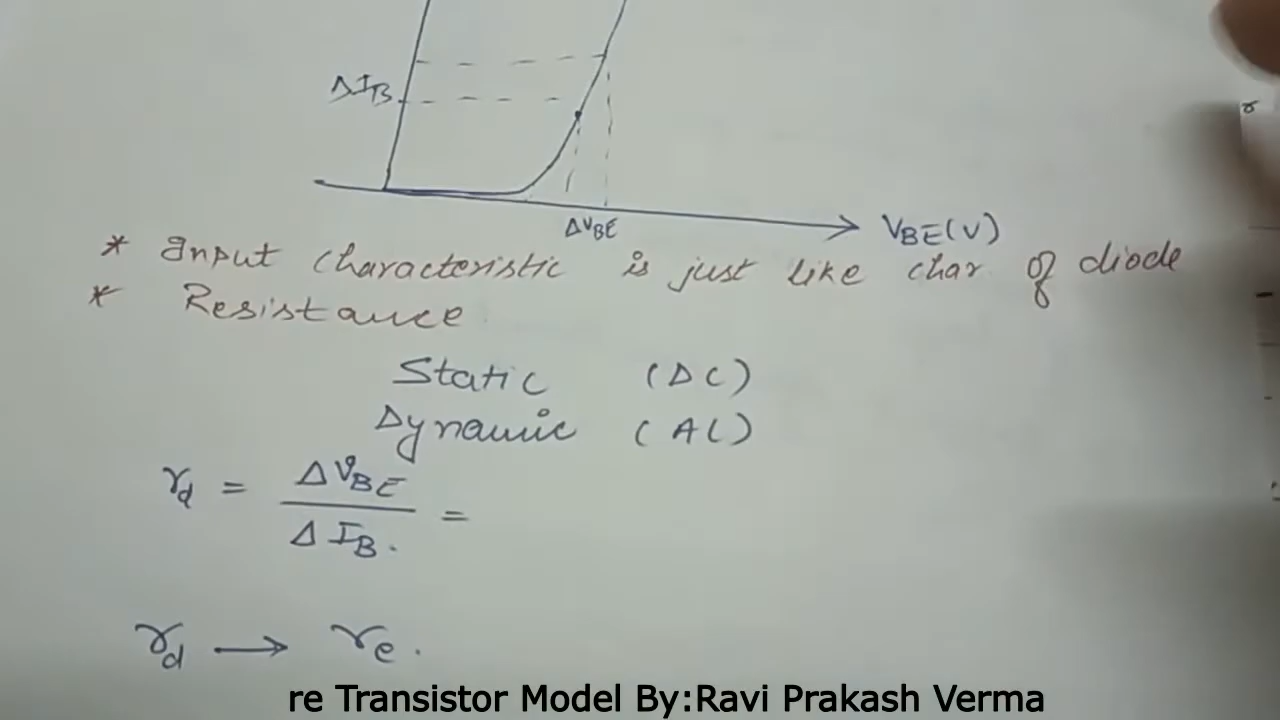 ΔIB
ΔVBE
VBE(V)
* Input characteristic is just like char of diode
* Resistance
Static (DC)
Dynamic (AC)
rd = ΔVBE / ΔIB. =
rd → re.
re Transistor Model By:Ravi Prakash Verma